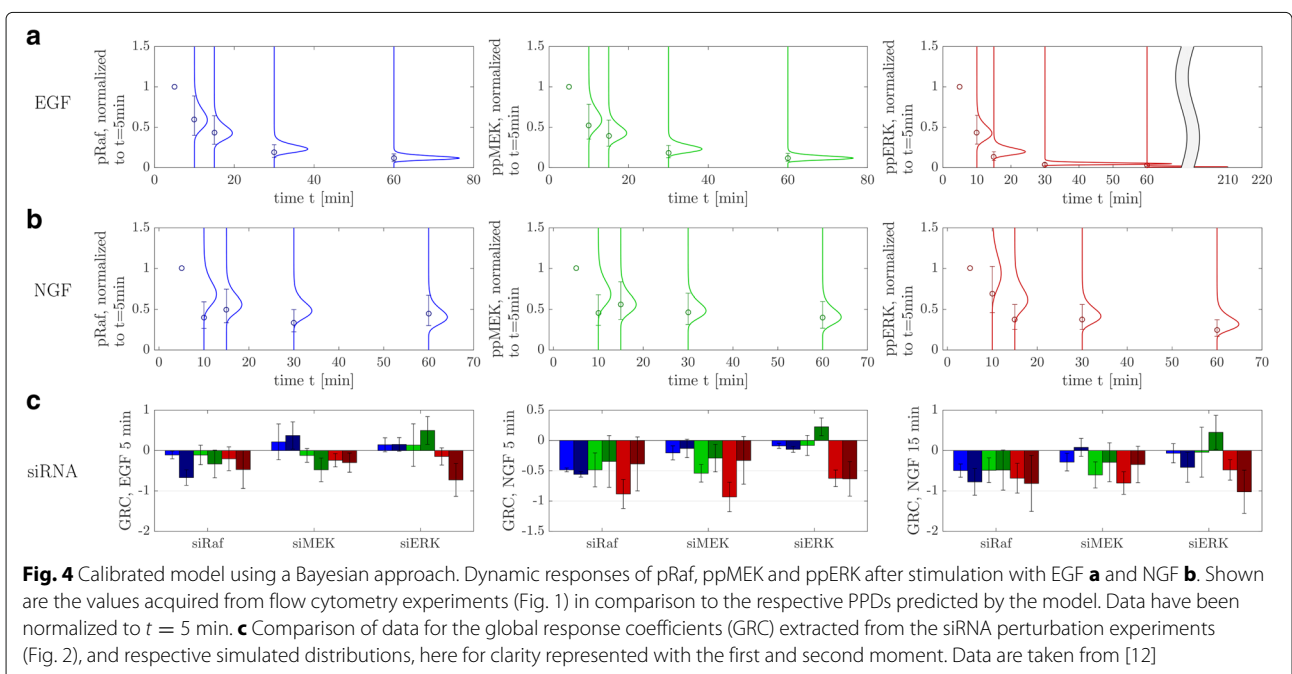 a
EGF
pRaf, normalized
to t=5min
1.5
1
0.5
0
0 20 40 60 80
time t [min]
ppMEK, normalized
to t=5min
1.5
1
0.5
0
0 20 40 60 80
time t [min]
ppERK, normalized
to t=5min
1.5
1
0.5
0
0 20 40 60 210 220
time t [min]
b
NGF
pRaf, normalized
to t=5min
1.5
1
0.5
0
0 10 20 30 40 50 60 70
time t [min]
ppMEK, normalized
to t=5min
1.5
1
0.5
0
0 10 20 30 40 50 60 70
time t [min]
ppERK, normalized
to t=5min
1.5
1
0.5
0
0 10 20 30 40 50 60 70
time t [min]
c
siRNA
GRC, EGF 5 min
1
0
-1
-2
siRaf siMEK siERK
GRC, NGF 5 min
0.5
0
-0.5
-1
-1.5
siRaf siMEK siERK
GRC, NGF 15 min
1
0
-1
-2
siRaf siMEK siERK
Fig. 4 Calibrated model using a Bayesian approach. Dynamic responses of pRaf, ppMEK and ppERK after stimulation with EGF a and NGF b. Shown
are the values acquired from flow cytometry experiments (Fig. 1) in comparison to the respective PPDs predicted by the model. Data have been
normalized to t = 5 min. c Comparison of data for the global response coefficients (GRC) extracted from the siRNA perturbation experiments
(Fig. 2), and respective simulated distributions, here for clarity represented with the first and second moment. Data are taken from [12]